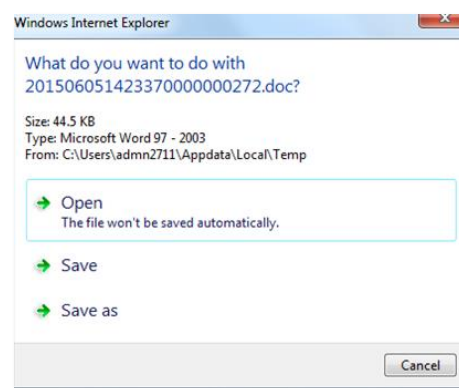 Windows Internet Explorer
What do you want to do with
201506051423370000000272.doc?
Size: 44.5 KB
Type: Microsoft Word 97 - 2003
From: C:\Users\admn2711\Appdata\Local\Temp
Open
The file won't be saved automatically.
Save
Save as
Cancel